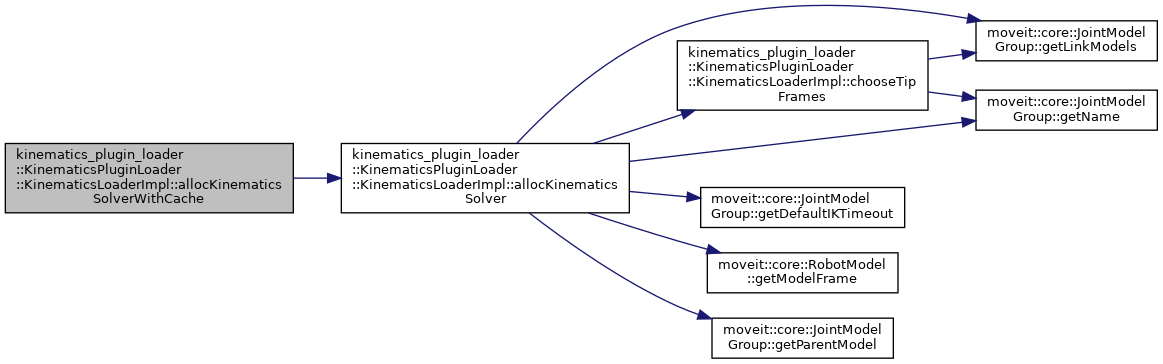 kinematics_plugin_loader
::KinematicsPluginLoader
::KinematicsLoaderImpl::allocKinematics
SolverWithCache
kinematics_plugin_loader
::KinematicsPluginLoader
::KinematicsLoaderImpl::allocKinematics
Solver
kinematics_plugin_loader
::KinematicsPluginLoader
::KinematicsLoaderImpl::chooseTip
Frames
moveit::core::JointModel
Group::getLinkModels
moveit::core::JointModel
Group::getName
moveit::core::JointModel
Group::getDefaultIKTimeout
moveit::core::RobotModel
::getModelFrame
moveit::core::JointModel
Group::getParentModel